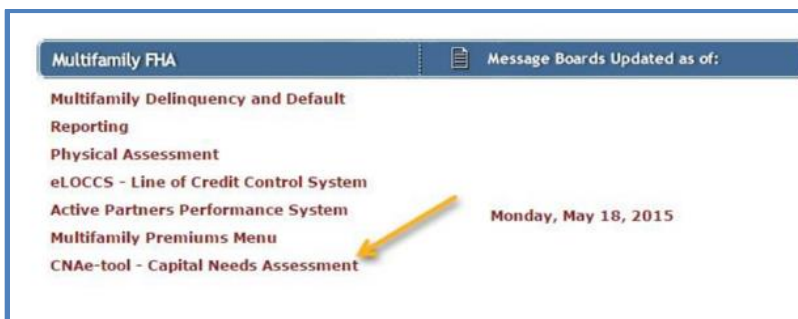 Multifamily FHA
Message Boards Updated as of:
Multifamily Delinquency and Default
Reporting
Physical Assessment
eLOCCS - Line of Credit Control System
Active Partners Performance System
Monday, May 18, 2015
Multifamily Premiums Menu
CNAe-tool - Capital Needs Assessment